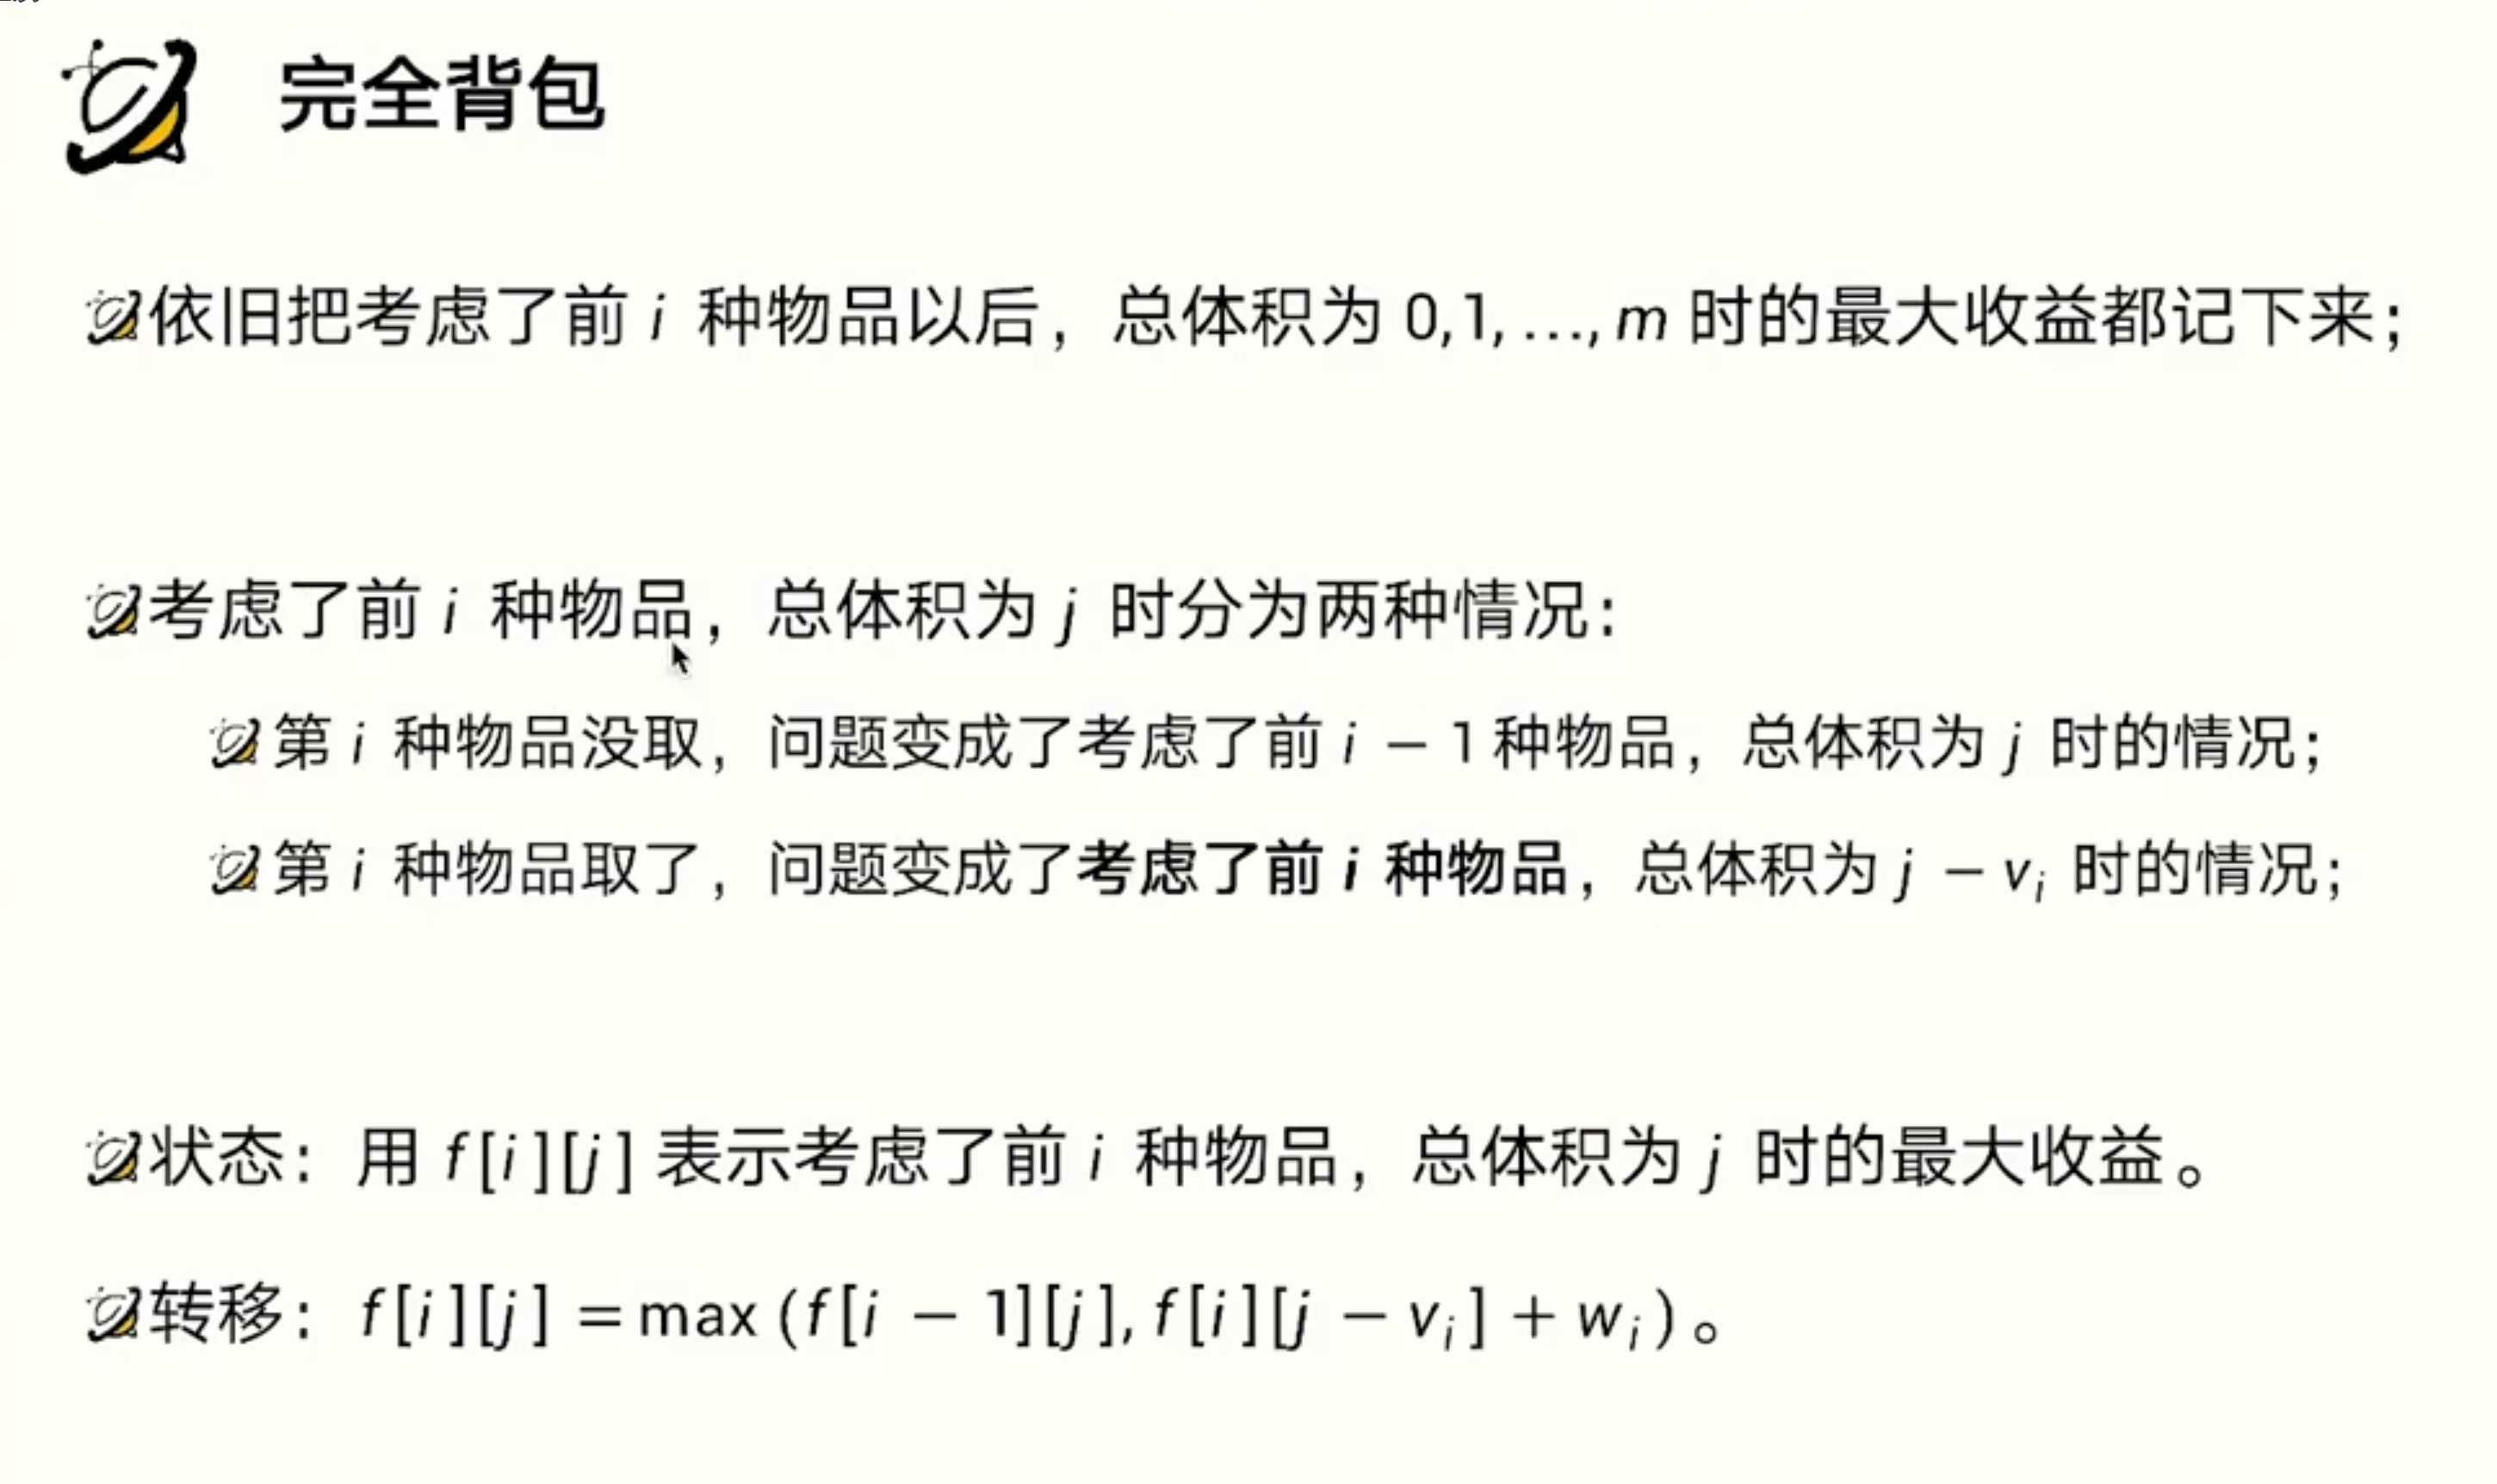 完全背包
依旧把考虑了前 i 种物品以后，总体积为 0,1, …, m 时的最大收益都记下来；
考虑了前 i 种物品，总体积为 j 时分为两种情况：
第 i 种物品没取，问题变成了考虑了前 i − 1 种物品，总体积为 j 时的情况；
第 i 种物品取了，问题变成了考虑了前 i 种物品，总体积为 j − vᵢ 时的情况；
状态：用 f[i][j] 表示考虑了前 i 种物品，总体积为 j 时的最大收益。
转移：f[i][j] = max (f[i − 1][j], f[i][j − vᵢ] + wᵢ)。